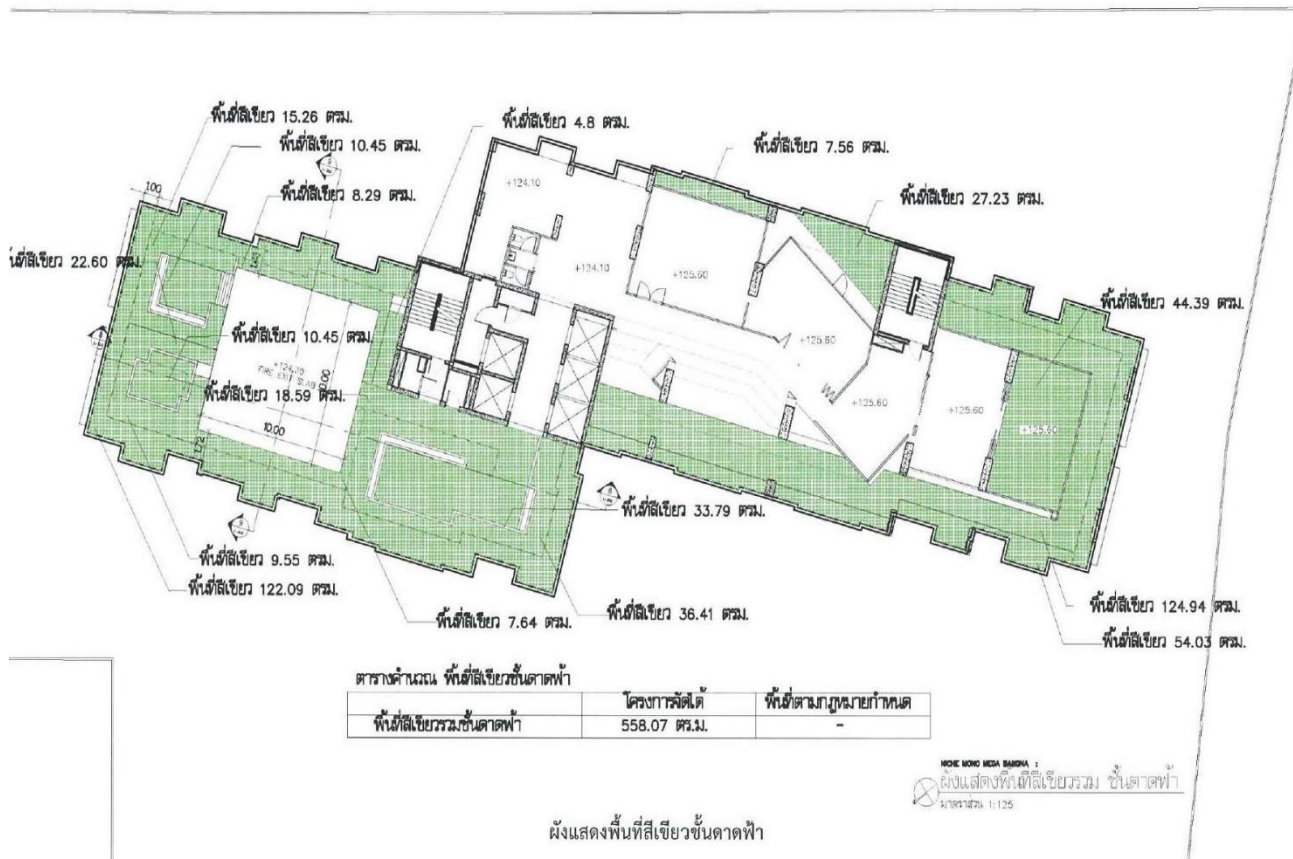 พื้นที่สีเขียว 15.26 ตรม.
พื้นที่สีเขียว 4.8 ตรม.
พื้นที่สีเขียว 10.45 ตรม.
พื้นที่สีเขียว 7.56 ตรม.
พื้นที่สีเขียว 8.29 ตรม.
พื้นที่สีเขียว 27.23 ตรม.
+124.10
1.00
นที่สีเขียว 22.60 ตรม.
+124.10
+125.60
พื้นที่สีเขียว 44.39 ตรม.
พื้นที่สีเขียว 10.45 ตรม.
+125.60
+124.10
FIRE EXIT SLAB
10.00
พื้นที่สีเขียว 18.59 ตรม.
+125.60
+125.60
+125.60
10.00
1.72
พื้นที่สีเขียว 33.79 ตรม.
พื้นที่สีเขียว 9.55 ตรม.
พื้นที่สีเขียว 122.09 ตรม.
พื้นที่สีเขียว 7.64 ตรม.
พื้นที่สีเขียว 36.41 ตรม.
พื้นที่สีเขียว 124.94 ตรม.
พื้นที่สีเขียว 54.03 ตรม.
ตารางคำนวณ พื้นที่สีเขียวชั้นดาดฟ้า
โครงการจัดได้ พื้นที่ตามกฎหมายกำหนด
พื้นที่สีเขียวรวมชั้นดาดฟ้า 558.07 ตร.ม. -
NICHE MONO MEGA BANGNA :
ผังแสดงพื้นที่สีเขียวรวม ชั้นดาดฟ้า
มาตราส่วน 1:125
ผังแสดงพื้นที่สีเขียวชั้นดาดฟ้า